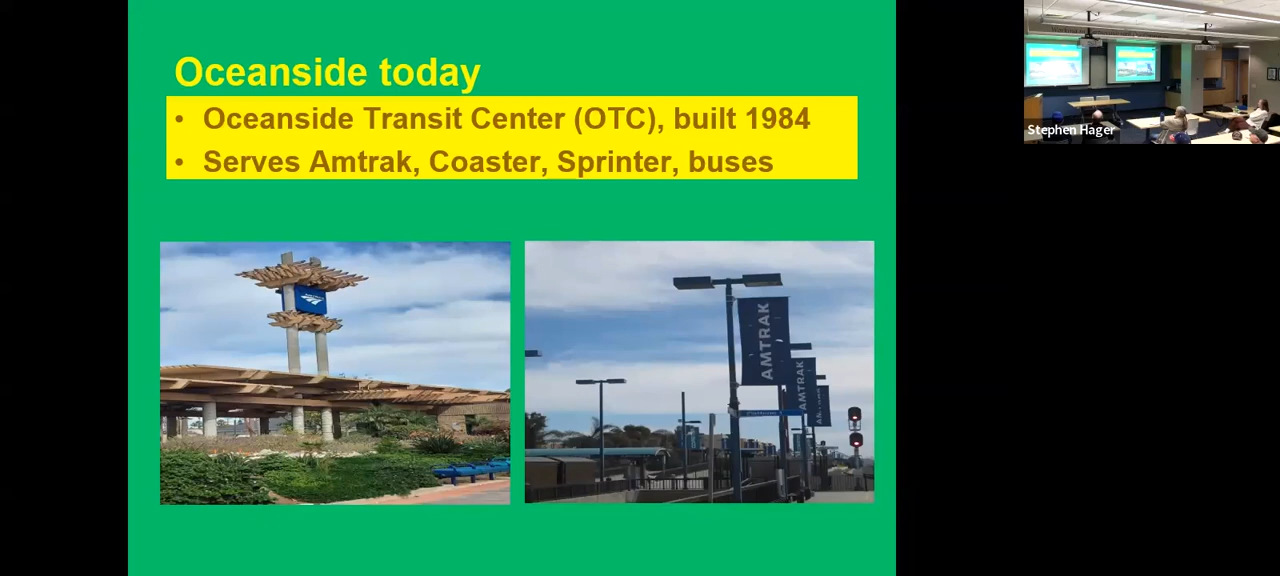 Oceanside today
• Oceanside Transit Center (OTC), built 1984
• Serves Amtrak, Coaster, Sprinter, buses
AMTRAK
AMTRAK
Stephen Hager